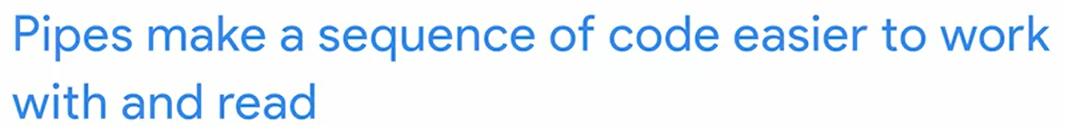 Pipes make a sequence of code easier to work
with and read